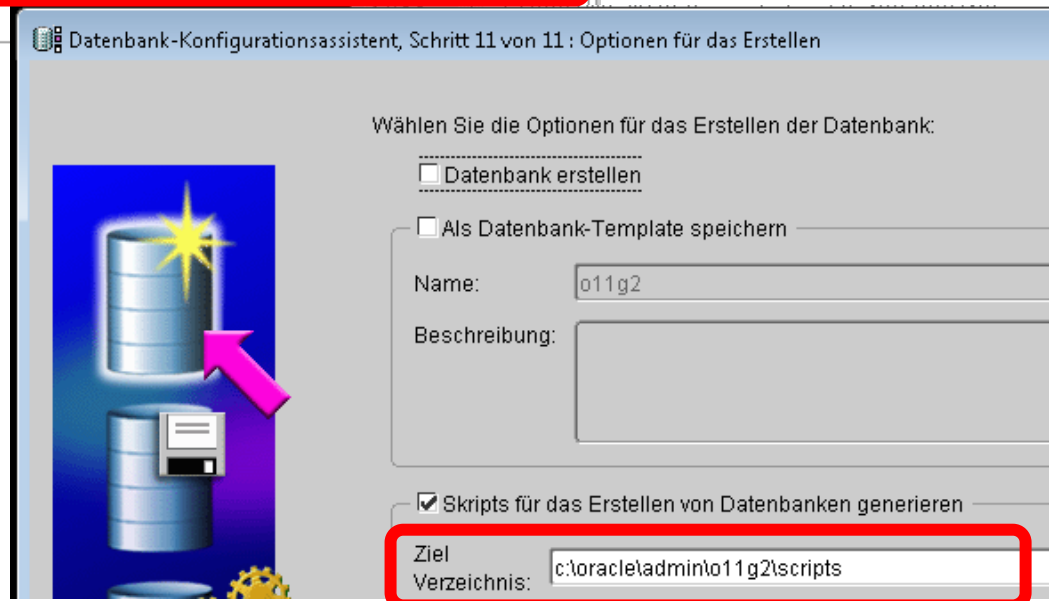 Datenbank-Konfigurationsassistent, Schritt 11 von 11 : Optionen für das Erstellen
Wählen Sie die Optionen für das Erstellen der Datenbank:
Datenbank erstellen
Als Datenbank-Template speichern
Name: o11g2
Beschreibung:
Skripts für das Erstellen von Datenbanken generieren
Ziel
Verzeichnis: c:\oracle\admin\o11g2\scripts